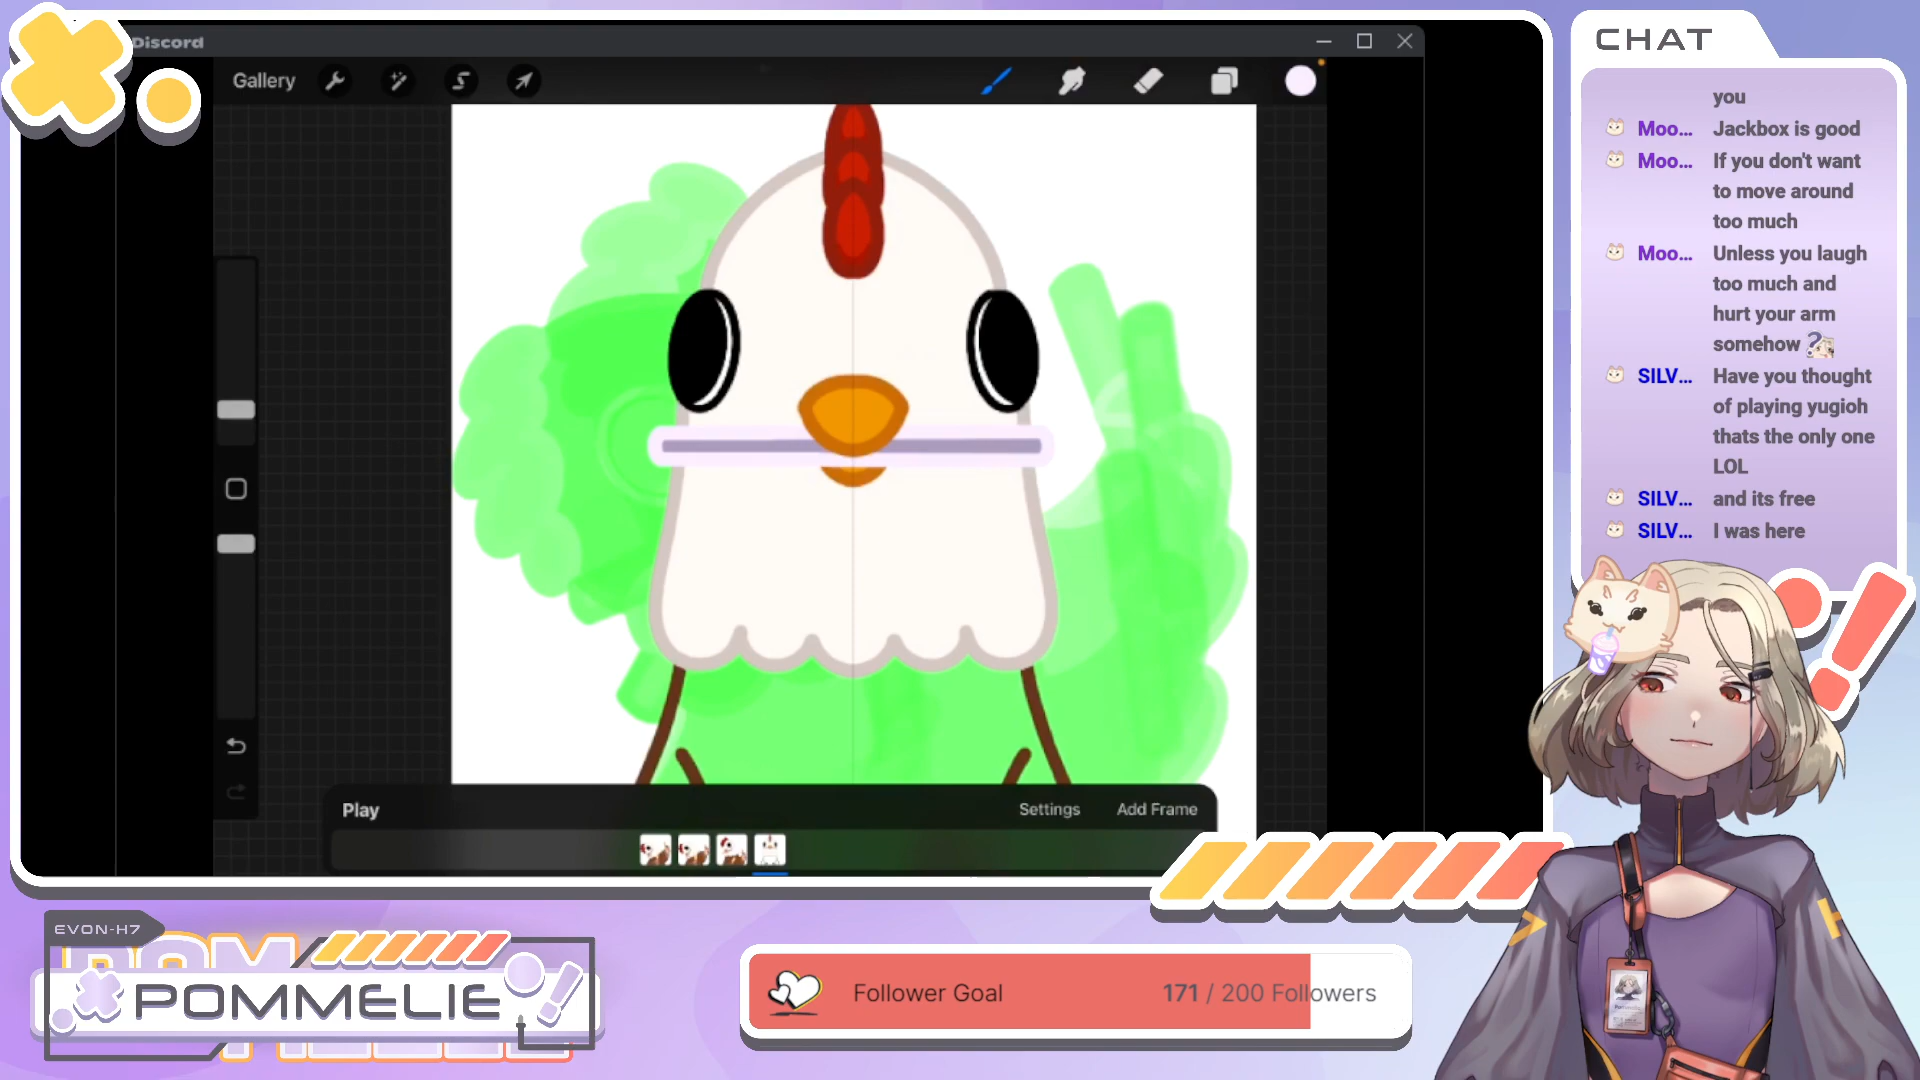 Discord
Gallery
CHAT
you
Moo... Jackbox is good
Moo... If you don't want
to move around
too much
Moo... Unless you laugh
too much and
hurt your arm
somehow
SILV... Have you thought
of playing yugioh
thats the only one
LOL
SILV... and its free
SILV... I was here
Play
Settings
Add Frame
EVON-H7
POMMELIE
Follower Goal
171 / 200 Followers